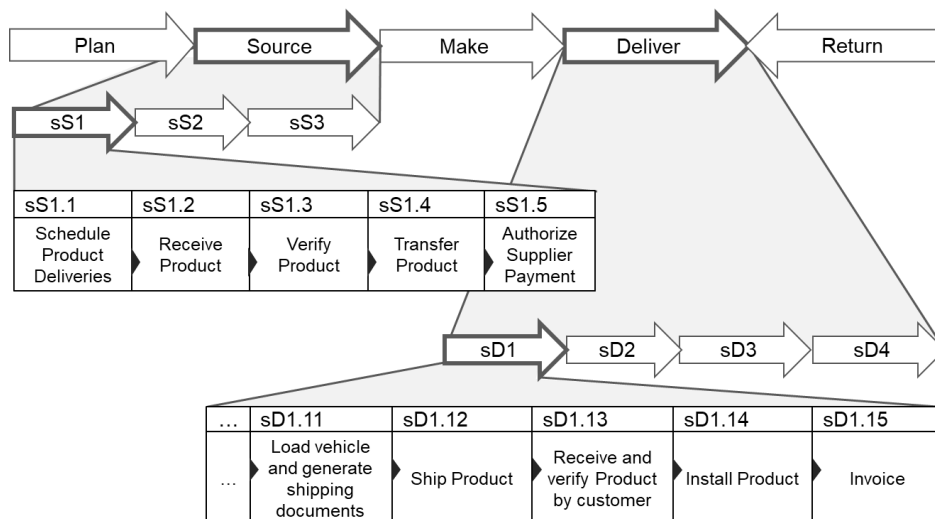 Plan
Source
Make
Deliver
Return
sS1
sS2
sS3
sS1.1
sS1.2
sS1.3
sS1.4
sS1.5
Schedule
Product
Deliveries
Receive
Product
Verify
Product
Transfer
Product
Authorize
Supplier
Payment
sD1
sD2
sD3
sD4
...
sD1.11
sD1.12
sD1.13
sD1.14
sD1.15
...
Load vehicle
and generate
shipping
documents
Ship Product
Receive and
verify Product
by customer
Install Product
Invoice